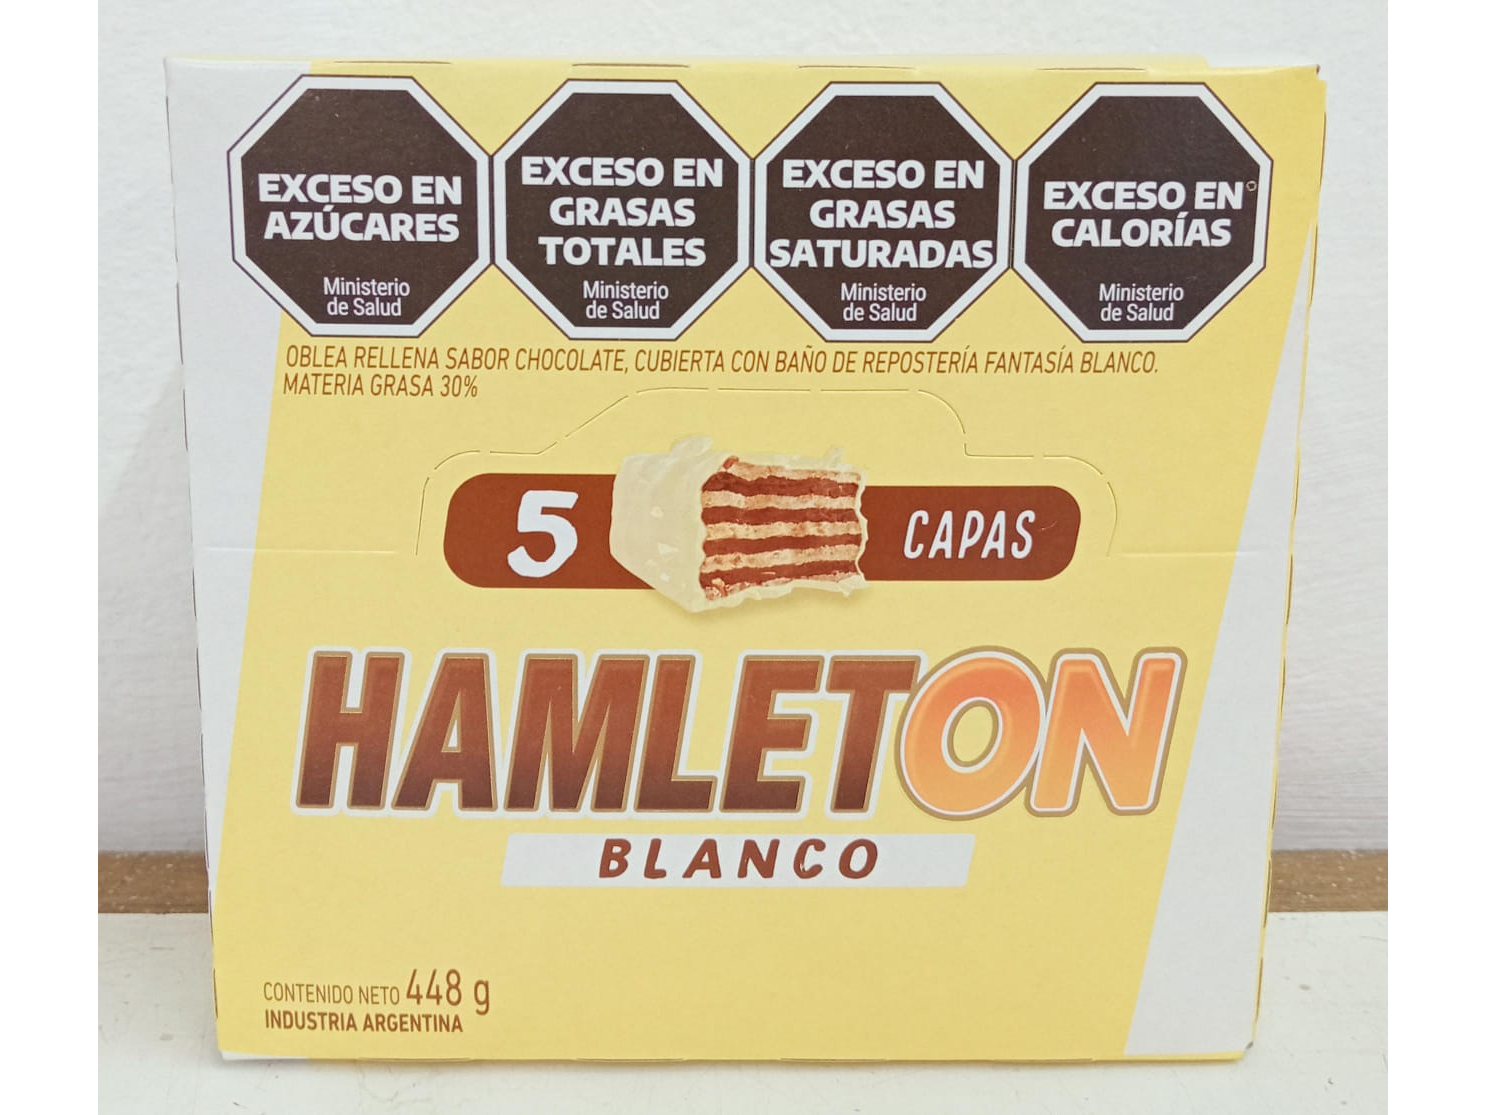 EXCESO EN
AZÚCARES
Ministerio
de Salud
EXCESO EN
GRASAS
TOTALES
Ministerio
de Salud
EXCESO EN
GRASAS
SATURADAS
Ministerio
de Salud
EXCESO EN
CALORÍAS
Ministerio
de Salud
OBLEA RELLENA SABOR CHOCOLATE, CUBIERTA CON BAÑO DE REPOSTERÍA FANTASÍA BLANCO.
MATERIA GRASA 30%
5 CAPAS
HAMLETON
BLANCO
CONTENIDO NETO 448 g
INDUSTRIA ARGENTINA